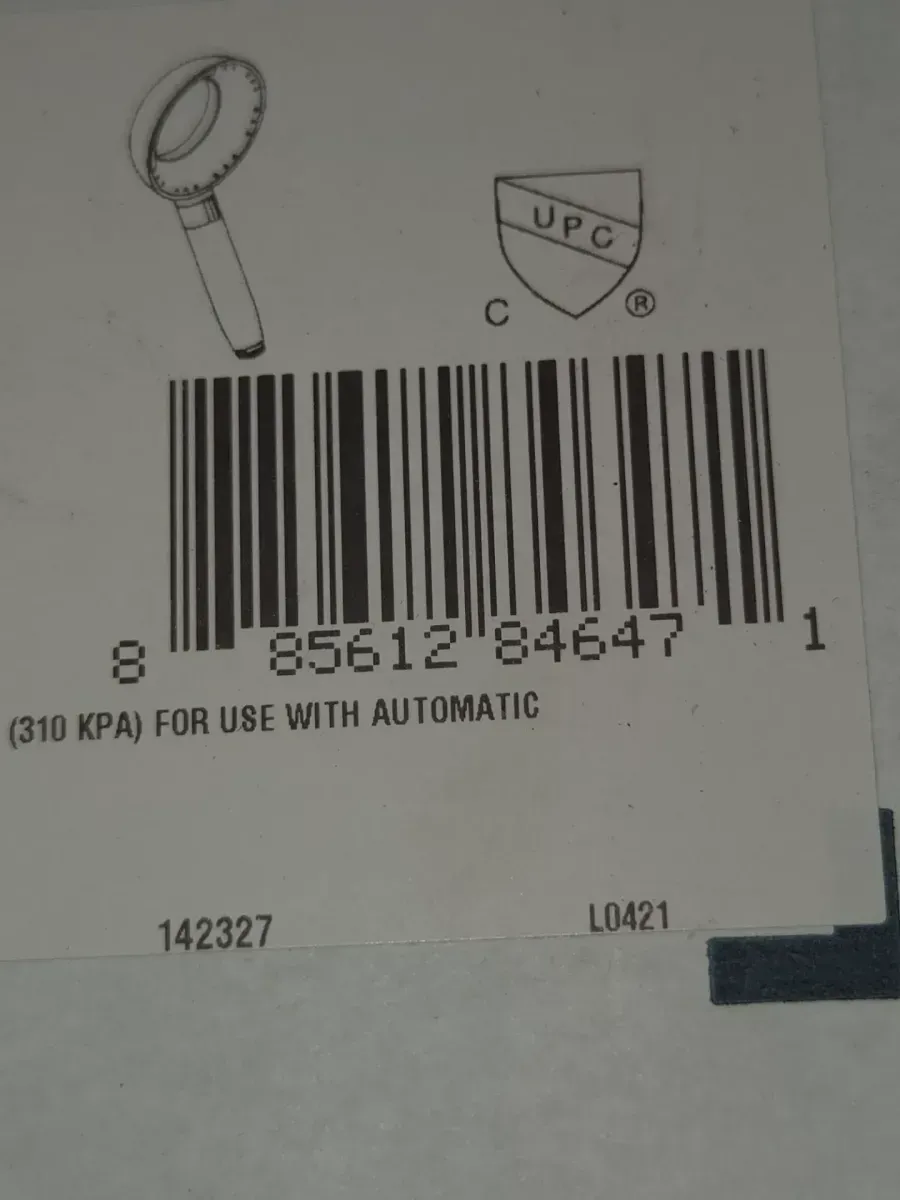 UPC
C ®
8 85612 84647 1
(310 KPA) FOR USE WITH AUTOMATIC
142327 L0421